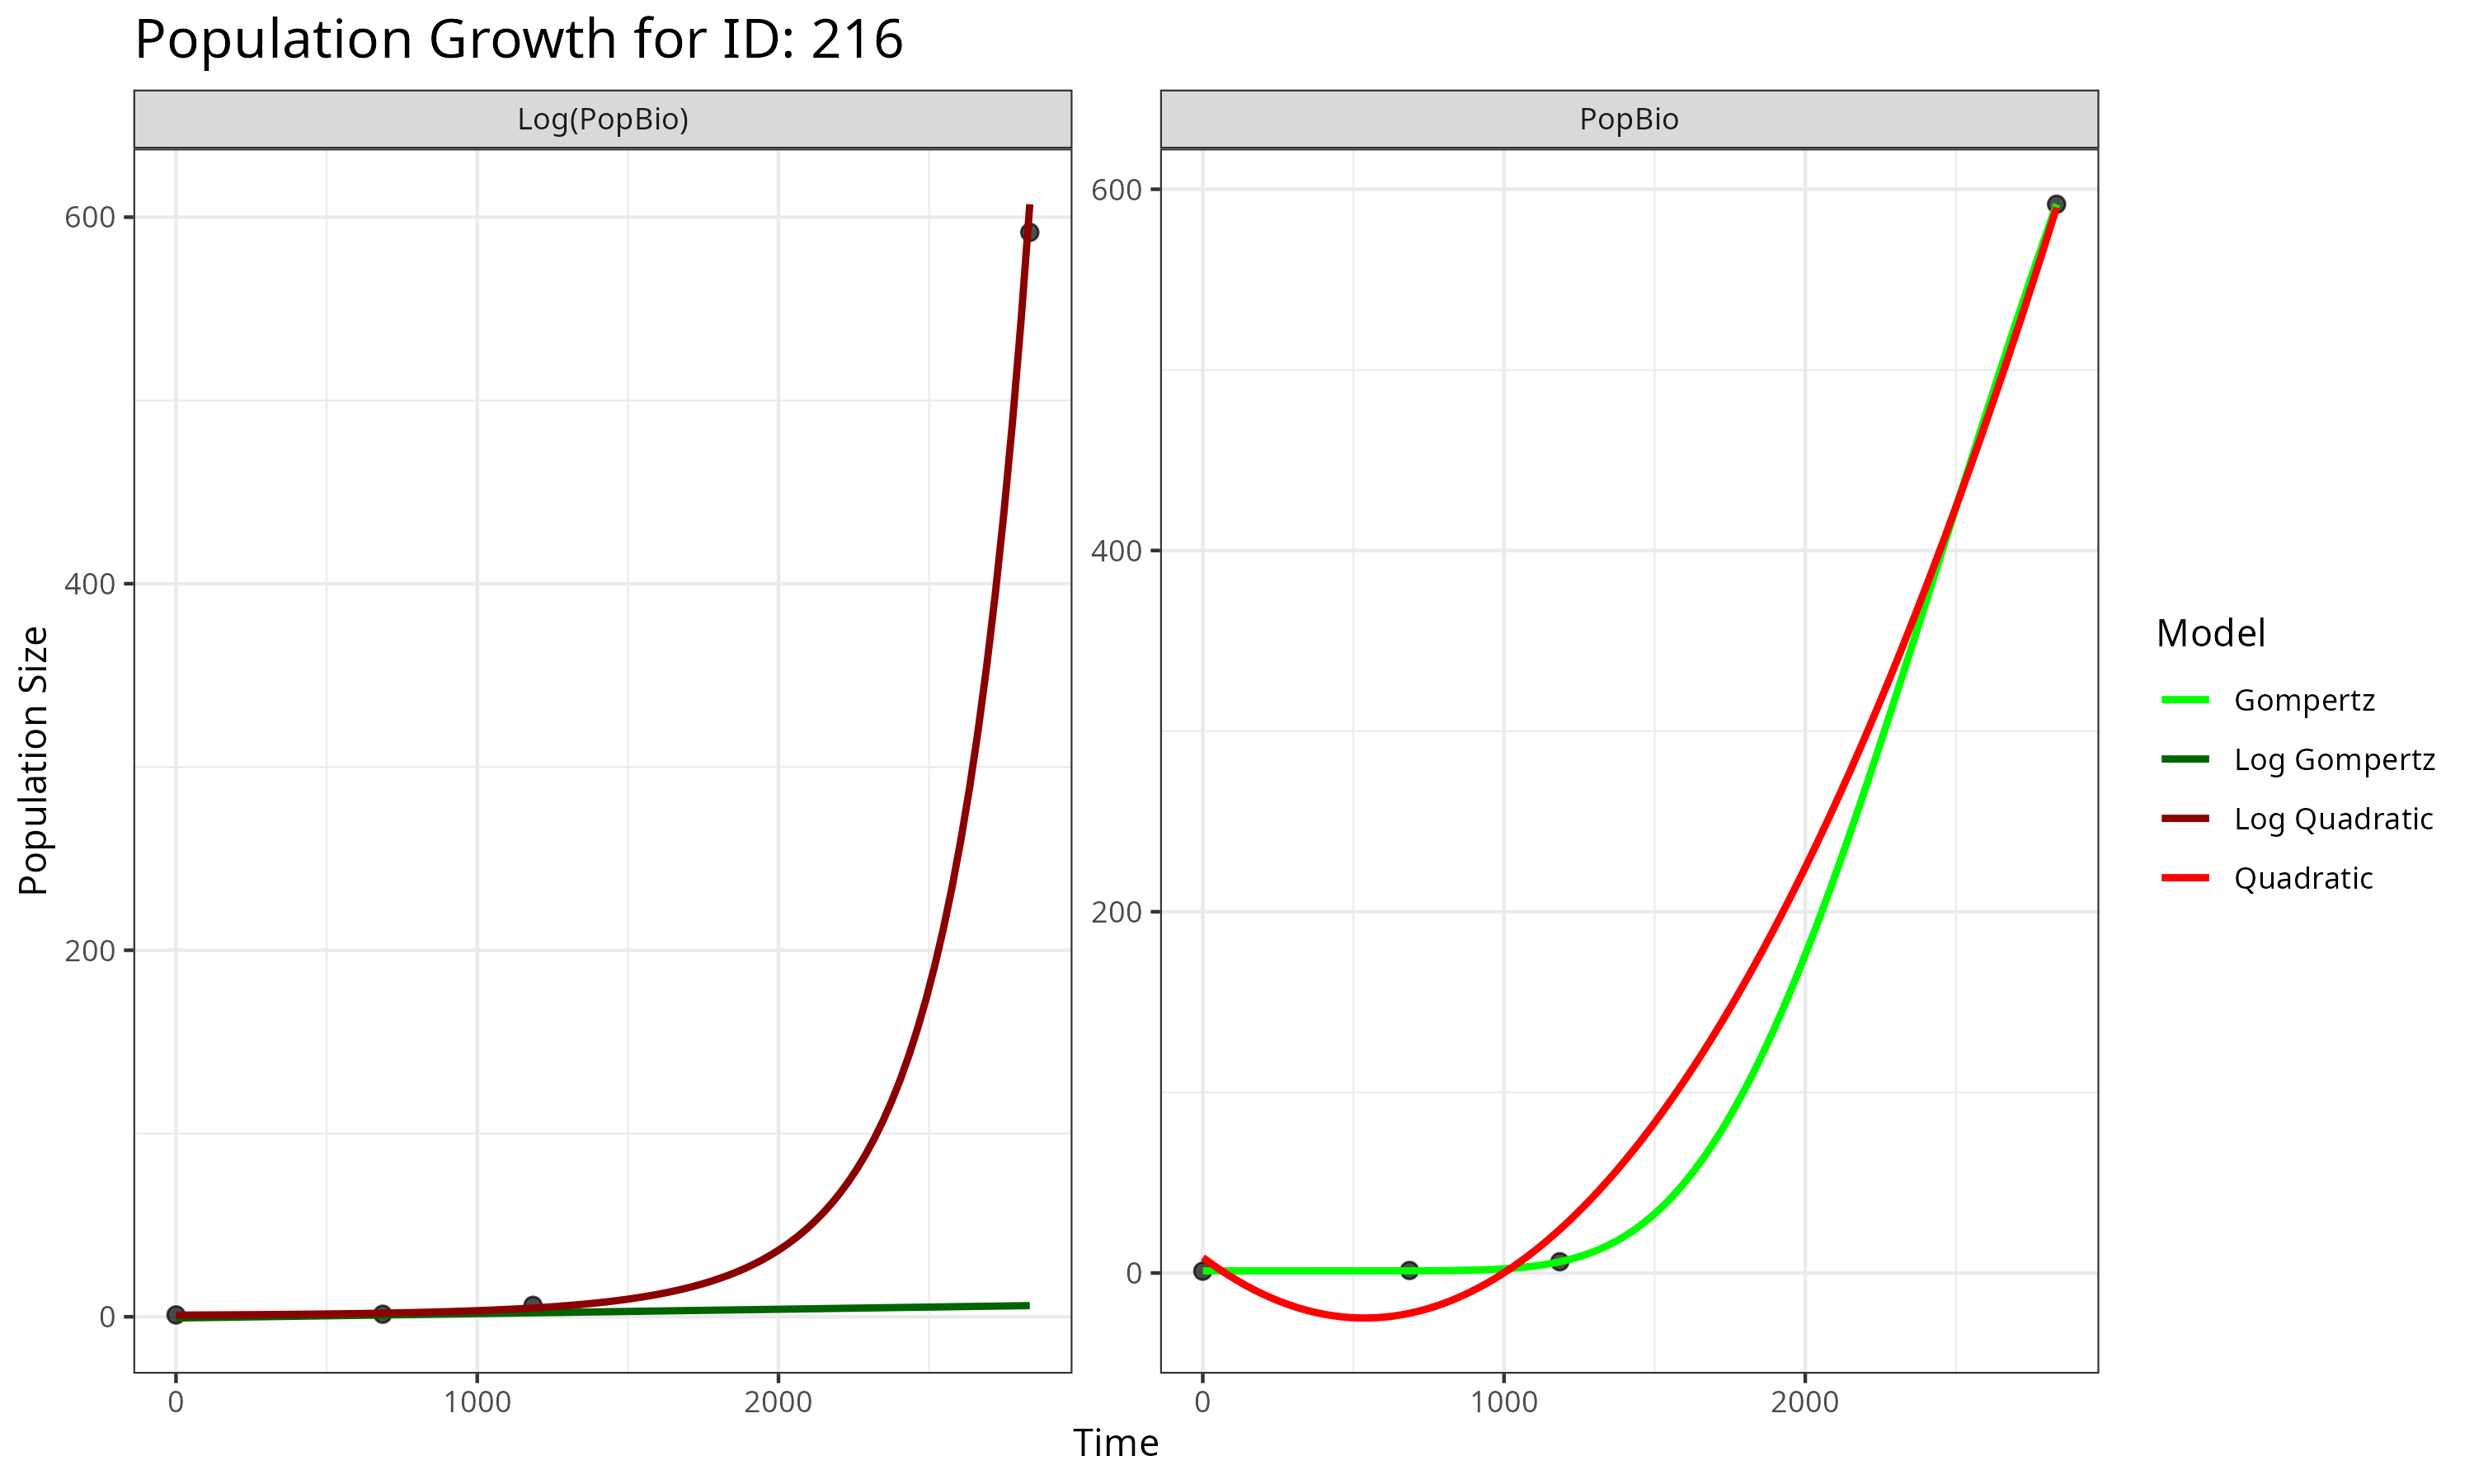 Population Growth for ID: 216
Log(PopBio)
PopBio
Population Size
600
400
200
0
0
1000
2000
600
400
200
0
0
1000
2000
Time
Model
Gompertz
Log Gompertz
Log Quadratic
Quadratic